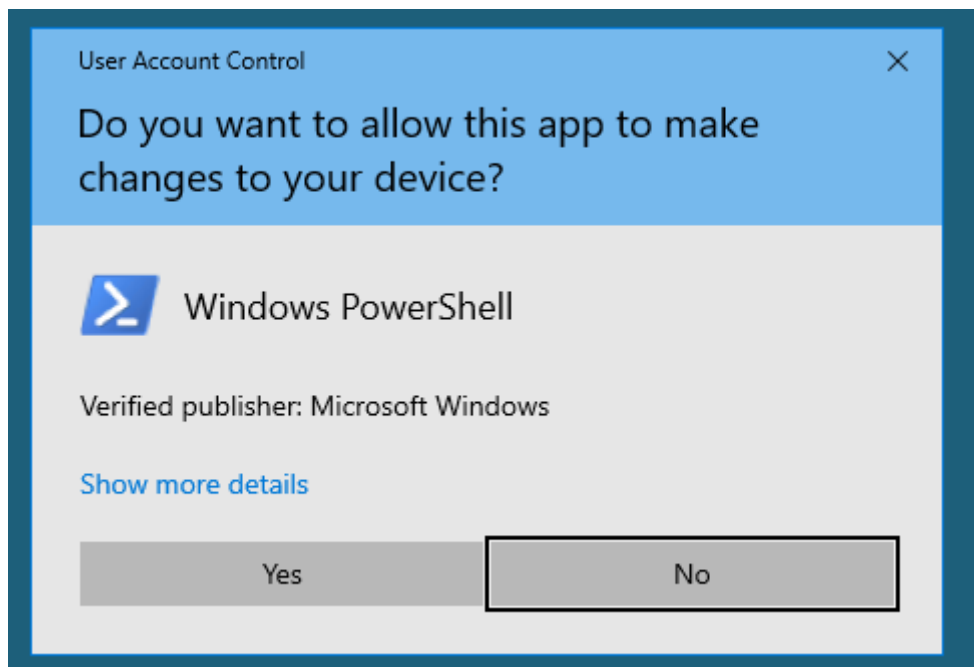 User Account Control
Do you want to allow this app to make
changes to your device?
Windows PowerShell
Verified publisher: Microsoft Windows
Show more details
Yes
No